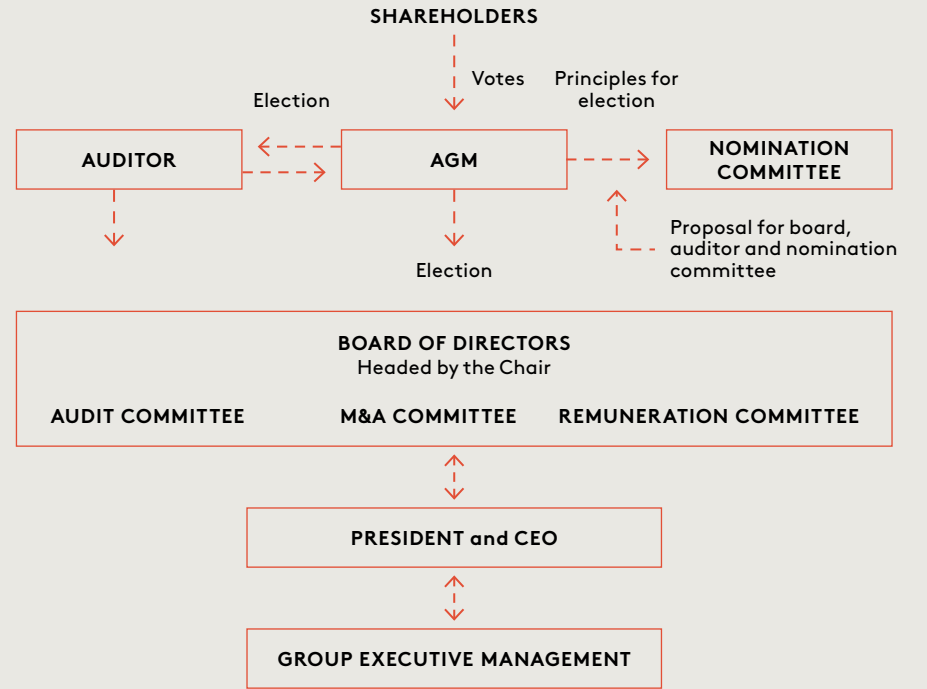 SHAREHOLDERS
Votes
Principles for
election
Election
AUDITOR
AGM
NOMINATION
COMMITTEE
Proposal for board,
auditor and nomination
committee
Election
BOARD OF DIRECTORS
Headed by the Chair
AUDIT COMMITTEE
M&A COMMITTEE
REMUNERATION COMMITTEE
PRESIDENT and CEO
GROUP EXECUTIVE MANAGEMENT